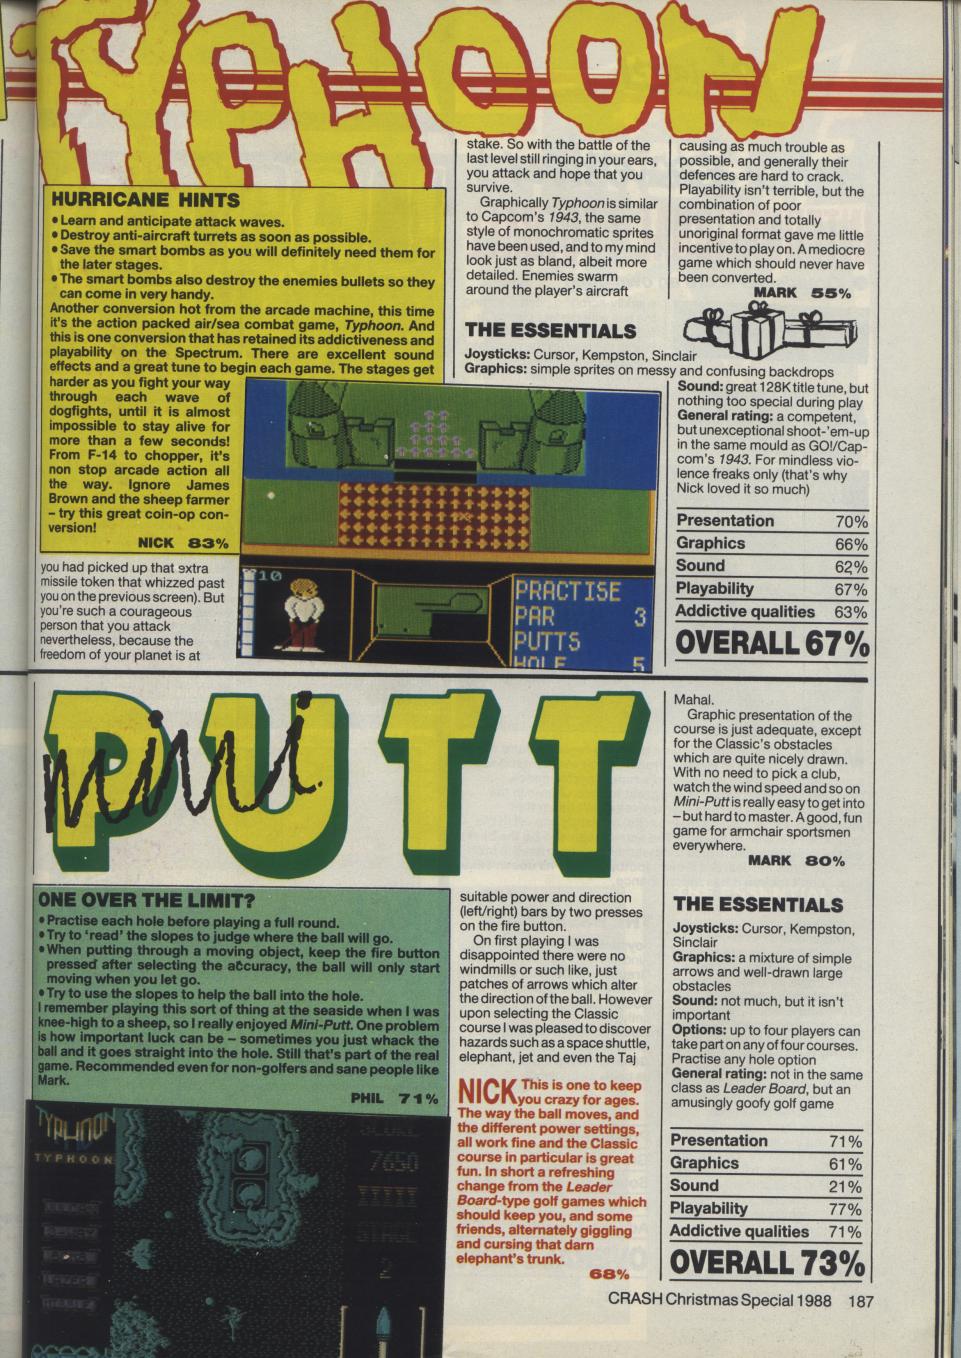 TYPHOON
HURRICANE HINTS
• Learn and anticipate attack waves.
• Destroy anti-aircraft turrets as soon as possible.
• Save the smart bombs as you will definitely need them for
the later stages.
• The smart bombs also destroy the enemies bullets so they
can come in very handy.
Another conversion hot from the arcade machine, this time
it's the action packed air/sea combat game, Typhoon. And
this is one conversion that has retained its addictiveness and
playability on the Spectrum. There are excellent sound
effects and a great tune to begin each game. The stages get
harder as you fight your way
through each wave of
dogfights, until it is almost
impossible to stay alive for
more than a few seconds!
From F-14 to chopper, it's
non stop arcade action all
the way. Ignore James
Brown and the sheep farmer
– try this great coin-op con-
version!
NICK 83%
you had picked up that extra
missile token that whizzed past
you on the previous screen). But
you're such a courageous
person that you attack
nevertheless, because the
freedom of your planet is at
stake. So with the battle of the
last level still ringing in your ears,
you attack and hope that you
survive.
Graphically Typhoon is similar
to Capcom's 1943, the same
style of monochromatic sprites
have been used, and to my mind
look just as bland, albeit more
detailed. Enemies swarm
around the player's aircraft
causing as much trouble as
possible, and generally their
defences are hard to crack.
Playability isn't terrible, but the
combination of poor
presentation and totally
unoriginal format gave me little
incentive to play on. A mediocre
game which should never have
been converted.
MARK 55%
THE ESSENTIALS
Joysticks: Cursor, Kempston, Sinclair
Graphics: simple sprites on messy and confusing backdrops
Sound: great 128K title tune, but
nothing too special during play
General rating: a competent,
but unexceptional shoot-'em-up
in the same mould as GO!/Cap-
com's 1943. For mindless vio-
lence freaks only (that's why
Nick loved it so much)
Presentation 70%
Graphics 66%
Sound 62%
Playability 67%
Addictive qualities 63%
OVERALL 67%
10
PRACTISE
PAR 3
PUTTS
HOLE 5
mini
PUTT
ONE OVER THE LIMIT?
• Practise each hole before playing a full round.
• Try to 'read' the slopes to judge where the ball will go.
• When putting through a moving object, keep the fire button
pressed after selecting the accuracy, the ball will only start
moving when you let go.
• Try to use the slopes to help the ball into the hole.
I remember playing this sort of thing at the seaside when I was
knee-high to a sheep, so I really enjoyed Mini-Putt. One problem
is how important luck can be – sometimes you just whack the
ball and it goes straight into the hole. Still that's part of the real
game. Recommended even for non-golfers and sane people like
Mark.
PHIL 71%
TYPHOON
TYPHOON
7650
2
suitable power and direction
(left/right) bars by two presses
on the fire button.
On first playing I was
disappointed there were no
windmills or such like, just
patches of arrows which alter
the direction of the ball. However
upon selecting the Classic
course I was pleased to discover
hazards such as a space shuttle,
elephant, jet and even the Taj
NICK This is one to keep
you crazy for ages.
The way the ball moves, and
the different power settings,
all work fine and the Classic
course in particular is great
fun. In short a refreshing
change from the Leader
Board-type golf games which
should keep you, and some
friends, alternately giggling
and cursing that darn
elephant's trunk.
68%
Mahal.
Graphic presentation of the
course is just adequate, except
for the Classic's obstacles
which are quite nicely drawn.
With no need to pick a club,
watch the wind speed and so on
Mini-Putt is really easy to get into
– but hard to master. A good, fun
game for armchair sportsmen
everywhere.
MARK 80%
THE ESSENTIALS
Joysticks: Cursor, Kempston,
Sinclair
Graphics: a mixture of simple
arrows and well-drawn large
obstacles
Sound: not much, but it isn't
important
Options: up to four players can
take part on any of four courses.
Practise any hole option
General rating: not in the same
class as Leader Board, but an
amusingly goofy golf game
Presentation 71%
Graphics 61%
Sound 21%
Playability 77%
Addictive qualities 71%
OVERALL 73%
CRASH Christmas Special 1988 187